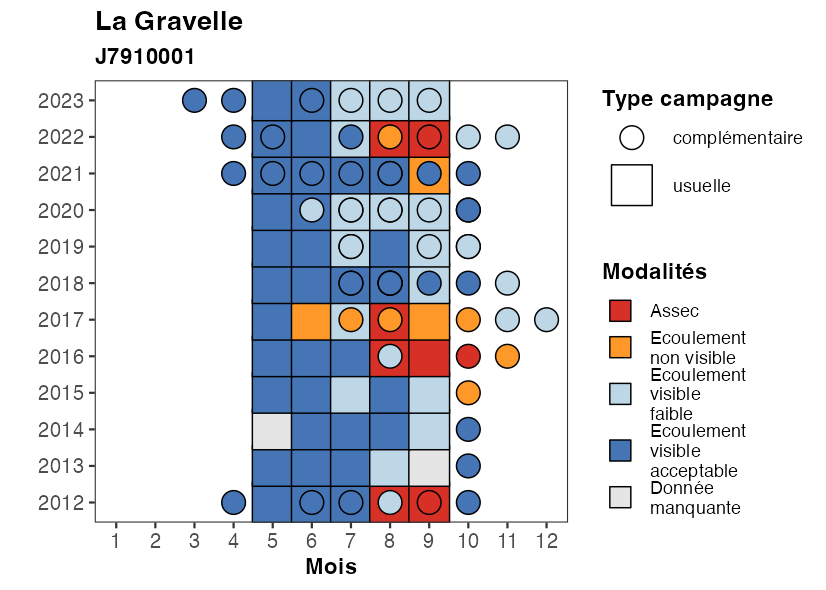 La Gravelle
J7910001
2023
2022
2021
2020
2019
2018
2017
2016
2015
2014
2013
2012
1 2 3 4 5 6 7 8 9 10 11 12
Mois
Type campagne
complémentaire
usuelle
Modalités
Assec
Ecoulement
non visible
Ecoulement
visible
faible
Ecoulement
visible
acceptable
Donnée
manquante